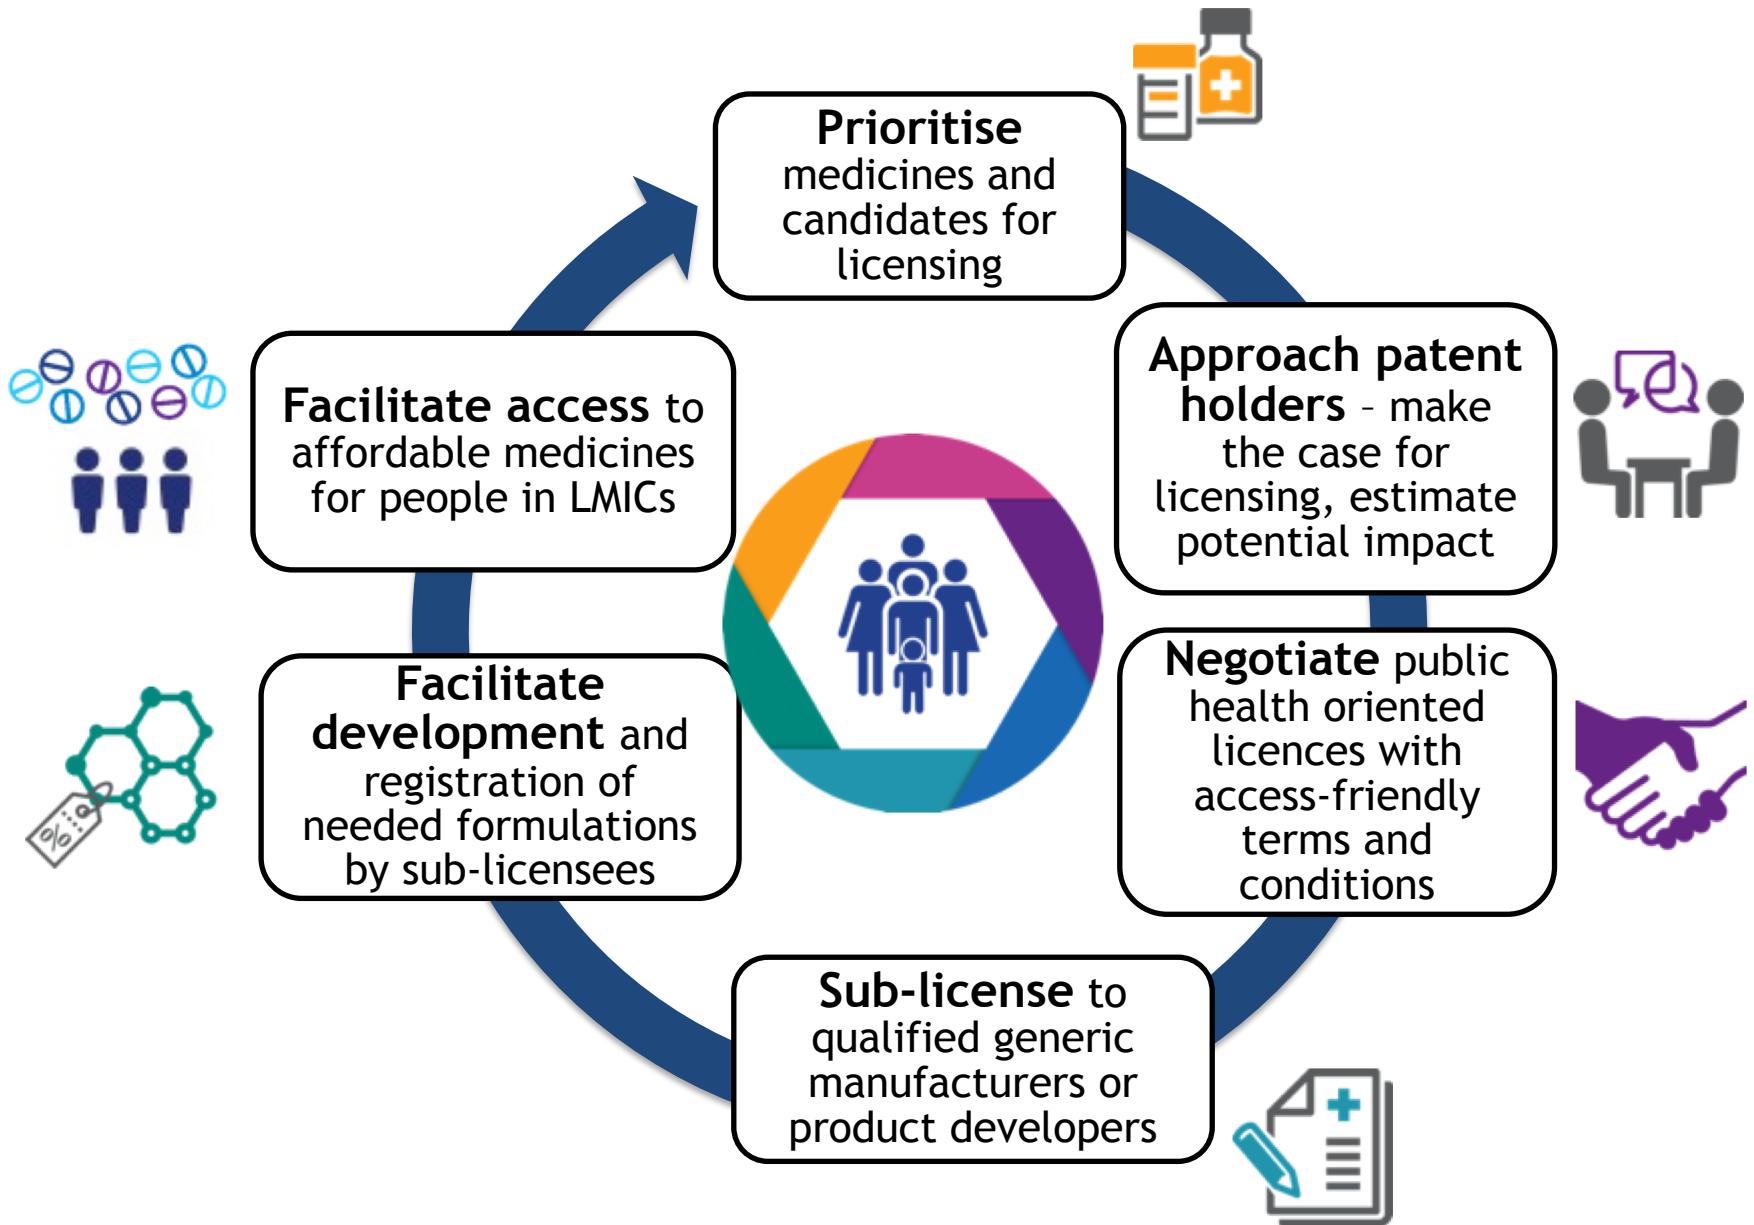 Prioritise
medicines and
candidates for
licensing
Approach patent
holders – make
the case for
licensing, estimate
potential impact
Negotiate public
health oriented
licences with
access-friendly
terms and
conditions
Sub-license to
qualified generic
manufacturers or
product developers
Facilitate
development and
registration of
needed formulations
by sub-licensees
%
Facilitate access to
affordable medicines
for people in LMICs